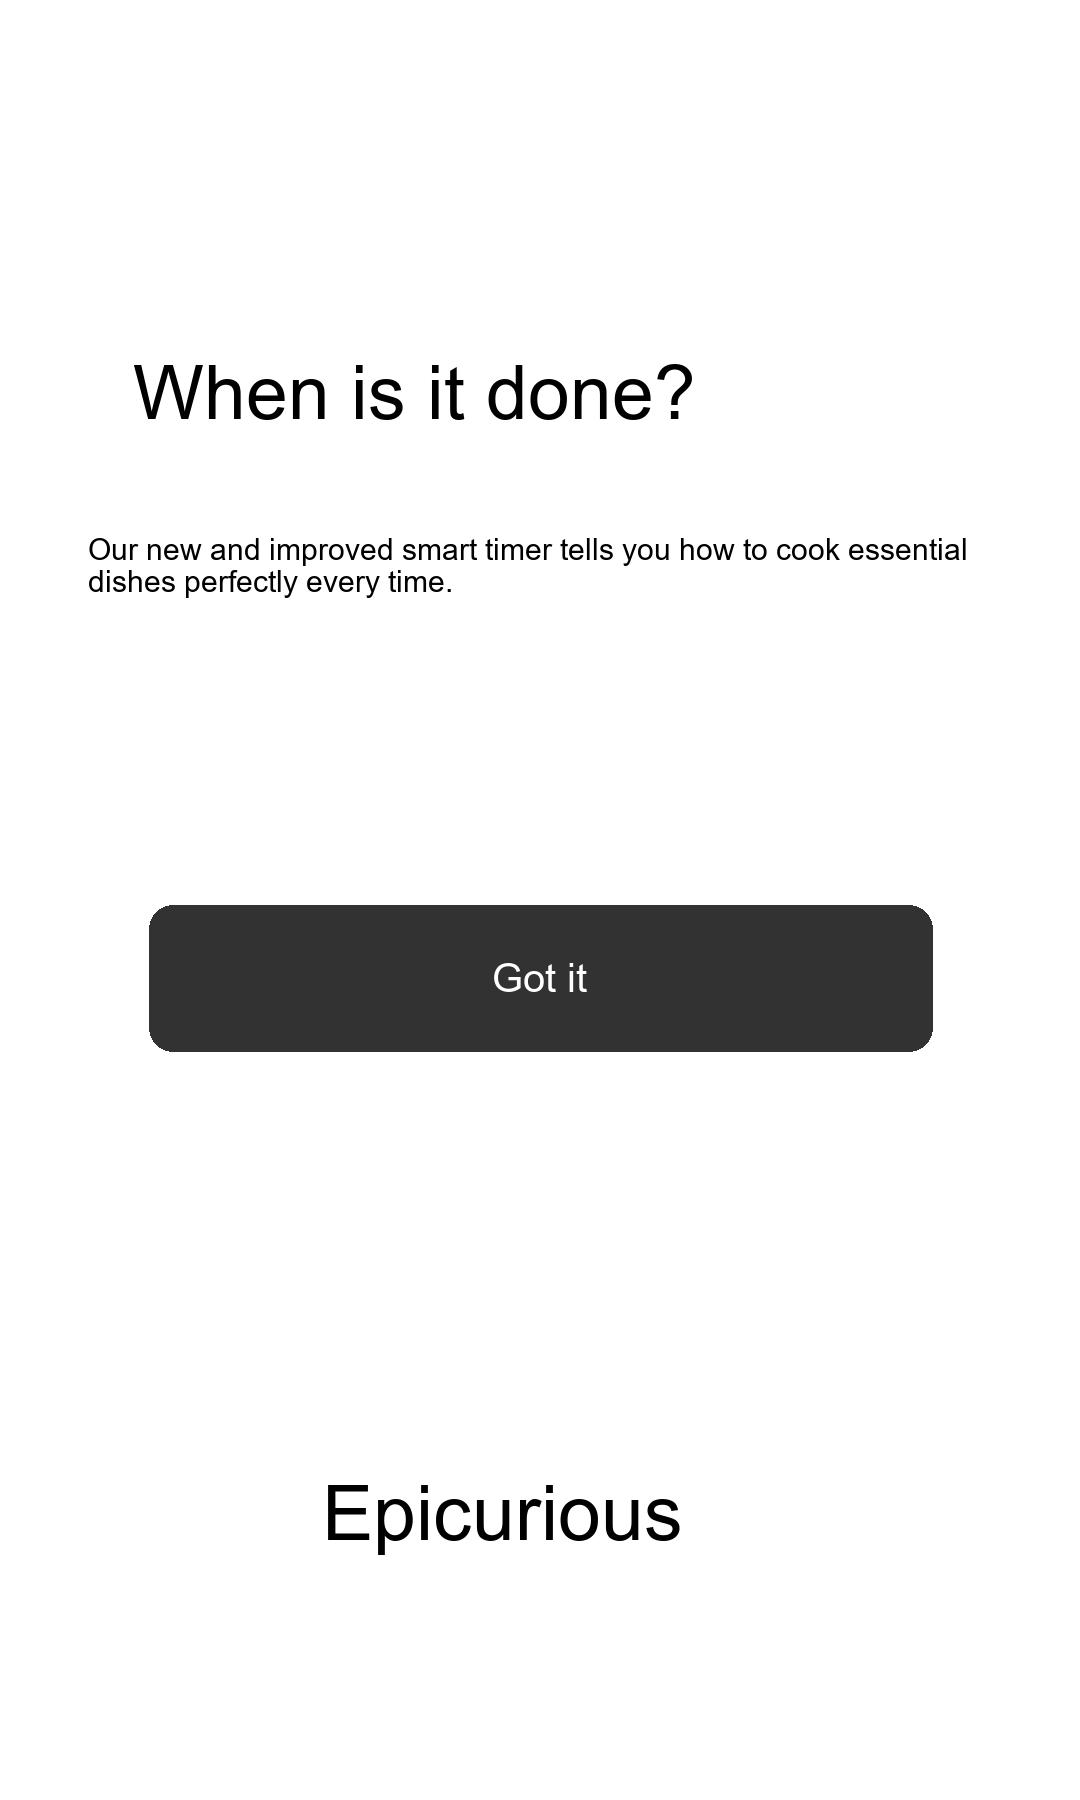 When is it done?
Our new and improved smart timer tells you how to cook essential
dishes perfectly every time.
Got it
Epicurious